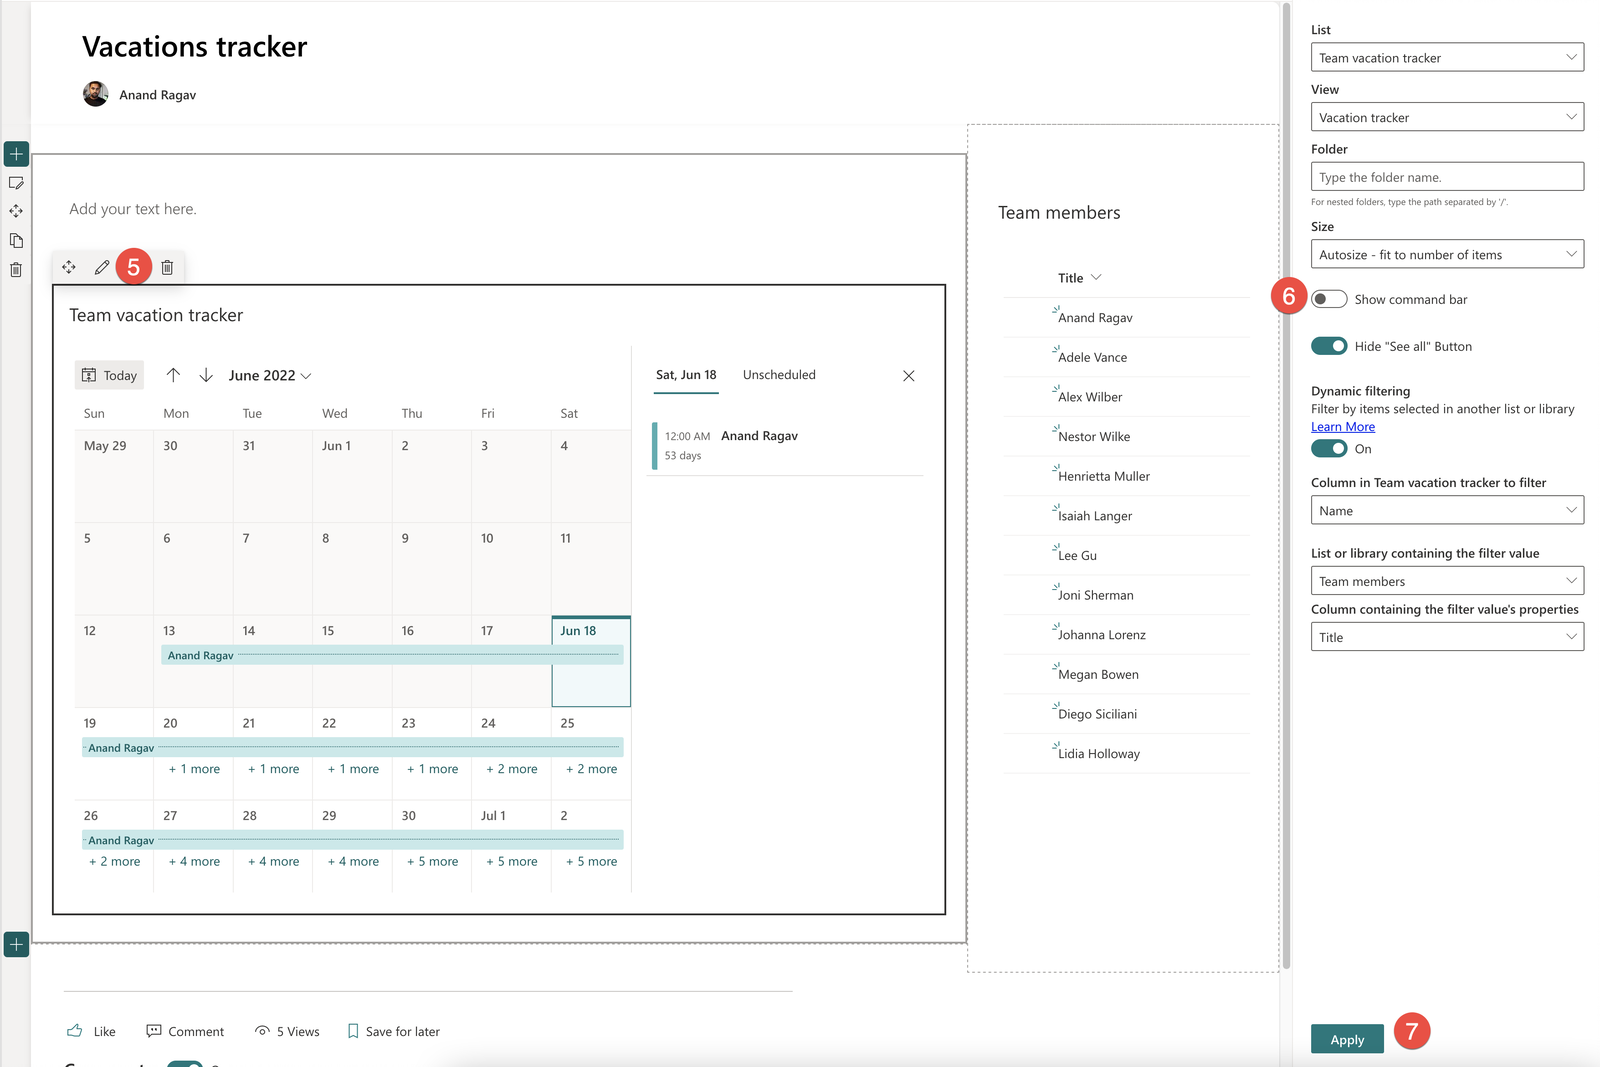 Vacations tracker
Anand Ragav
Add your text here.
5
Team vacation tracker
Today
June 2022
Sun Mon Tue Wed Thu Fri Sat
May 29 30 31 Jun 1 2 3 4
5 6 7 8 9 10 11
12 13 14 15 16 17 Jun 18
Anand Ragav
19 20 21 22 23 24 25
Anand Ragav
+ 1 more + 1 more + 1 more + 1 more + 2 more + 2 more
26 27 28 29 30 Jul 1 2
Anand Ragav
+ 2 more + 4 more + 4 more + 4 more + 5 more + 5 more + 5 more
Sat, Jun 18 Unscheduled
12:00 AM Anand Ragav
53 days
Team members
Title
Anand Ragav
Adele Vance
Alex Wilber
Nestor Wilke
Henrietta Muller
Isaiah Langer
Lee Gu
Joni Sherman
Johanna Lorenz
Megan Bowen
Diego Siciliani
Lidia Holloway
Like Comment 5 Views Save for later
List
Team vacation tracker
View
Vacation tracker
Folder
Type the folder name.
For nested folders, type the path separated by '/'.
Size
Autosize - fit to number of items
6 Show command bar
Hide "See all" Button
Dynamic filtering
Filter by items selected in another list or library
Learn More
On
Column in Team vacation tracker to filter
Name
List or library containing the filter value
Team members
Column containing the filter value's properties
Title
Apply 7